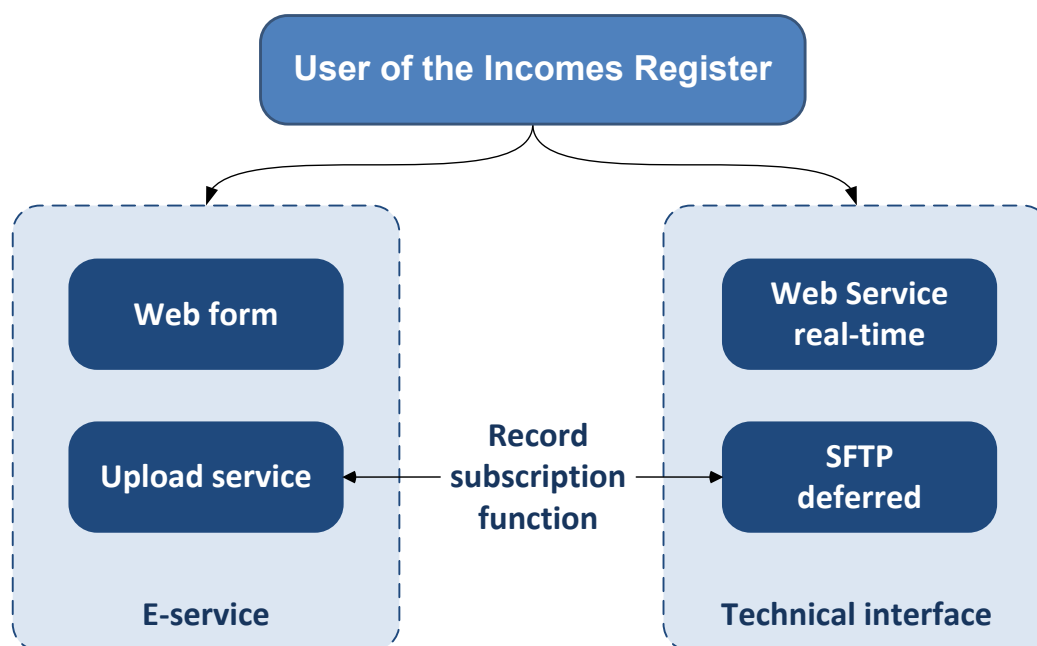 User of the Incomes Register
Web form
Upload service
E-service
Record
subscription
function
Web Service
real-time
SFTP
deferred
Technical interface